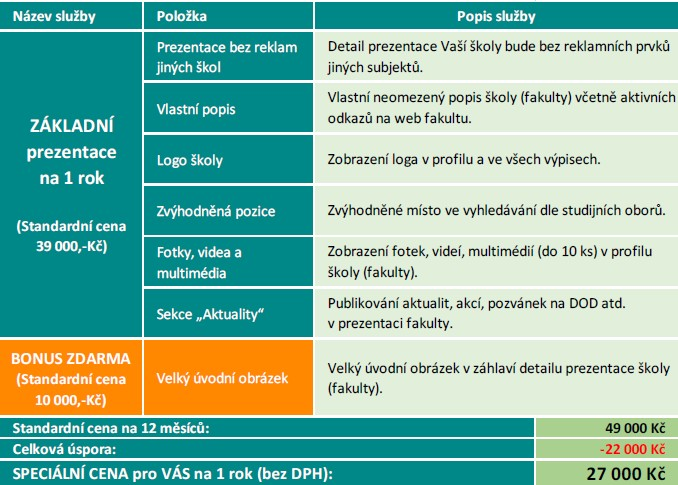 Název služby Položka Popis služby
ZÁKLADNÍ
prezentace
na 1 rok
(Standardní cena
39 000,-Kč)
Prezentace bez reklam
jiných škol
Detail prezentace Vaší školy bude bez reklamních prvků
jiných subjektů.
Vlastní popis
Vlastní neomezený popis školy (fakulty) včetně aktivních
odkazů na web fakultu.
Logo školy
Zobrazení loga v profilu a ve všech výpisech.
Zvýhodněná pozice
Zvýhodněné místo ve vyhledávání dle studijních oborů.
Fotky, videa a
multimédia
Zobrazení fotek, videí, multimédií (do 10 ks) v profilu
školy (fakulty).
Sekce „Aktuality“
Publikování aktualit, akcí, pozvánek na DOD atd.
v prezentaci fakulty.
BONUS ZDARMA
(Standardní cena
10 000,-Kč)
Velký úvodní obrázek
Velký úvodní obrázek v záhlaví detailu prezentace školy
(fakulty).
Standardní cena na 12 měsíců: 49 000 Kč
Celková úspora: -22 000 Kč
SPECIÁLNÍ CENA pro VÁS na 1 rok (bez DPH): 27 000 Kč